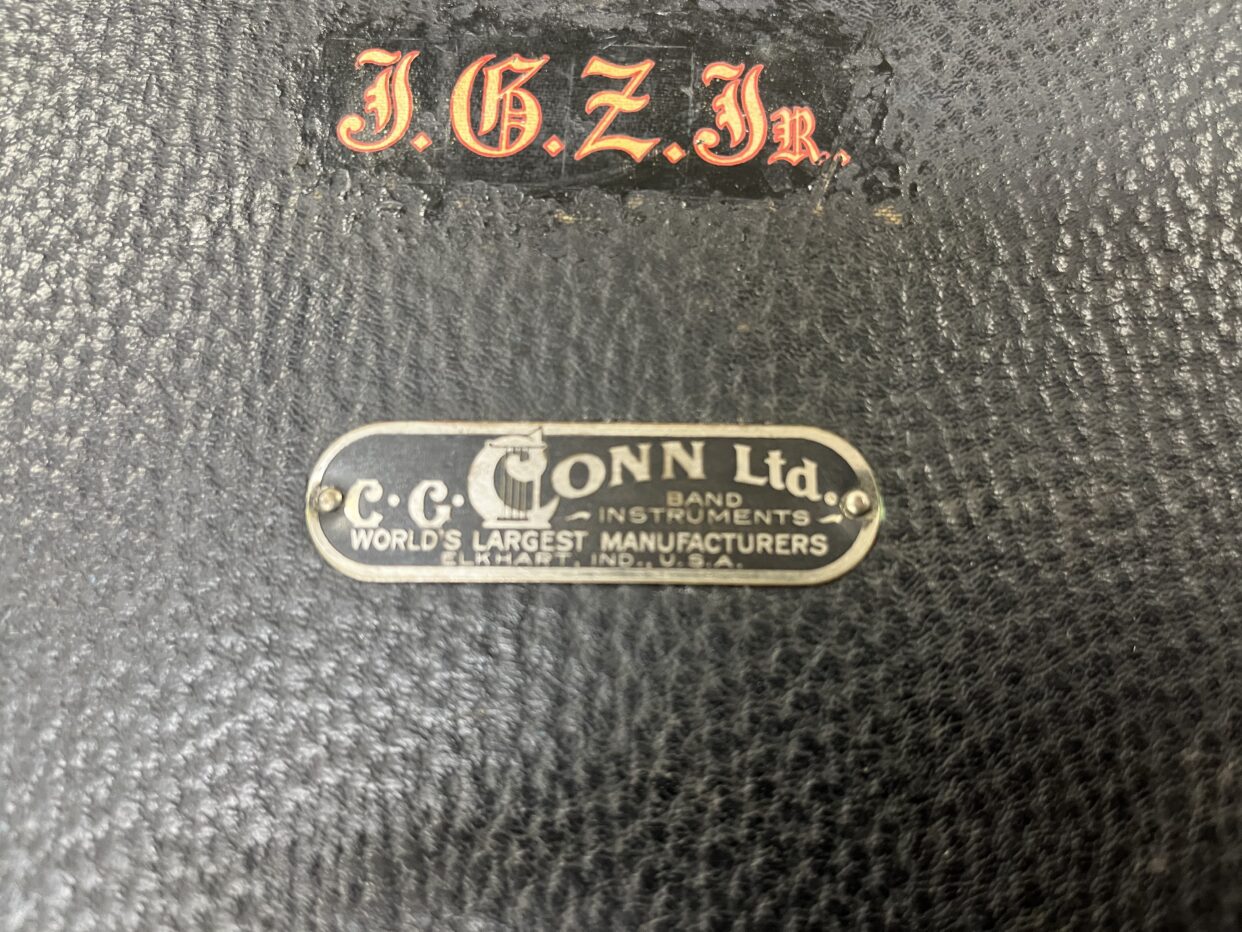 J. G. Z. Jr.
C. G. Conn Ltd.
BAND
INSTRUMENTS
WORLD'S LARGEST MANUFACTURERS
ELKHART, IND., U.S.A.